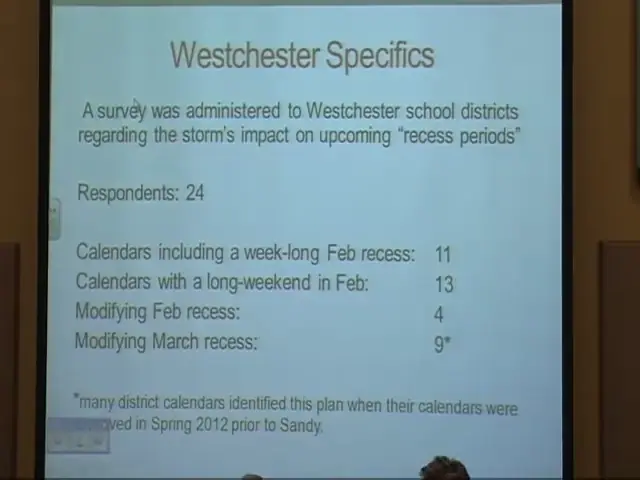 Westchester Specifics
A survey was administered to Westchester school districts
regarding the storm's impact on upcoming "recess periods"
Respondents: 24
Calendars including a week-long Feb recess: 11
Calendars with a long-weekend in Feb: 13
Modifying Feb recess: 4
Modifying March recess: 9*
*many district calendars identified this plan when their calendars were
in Spring 2012 prior to Sandy.